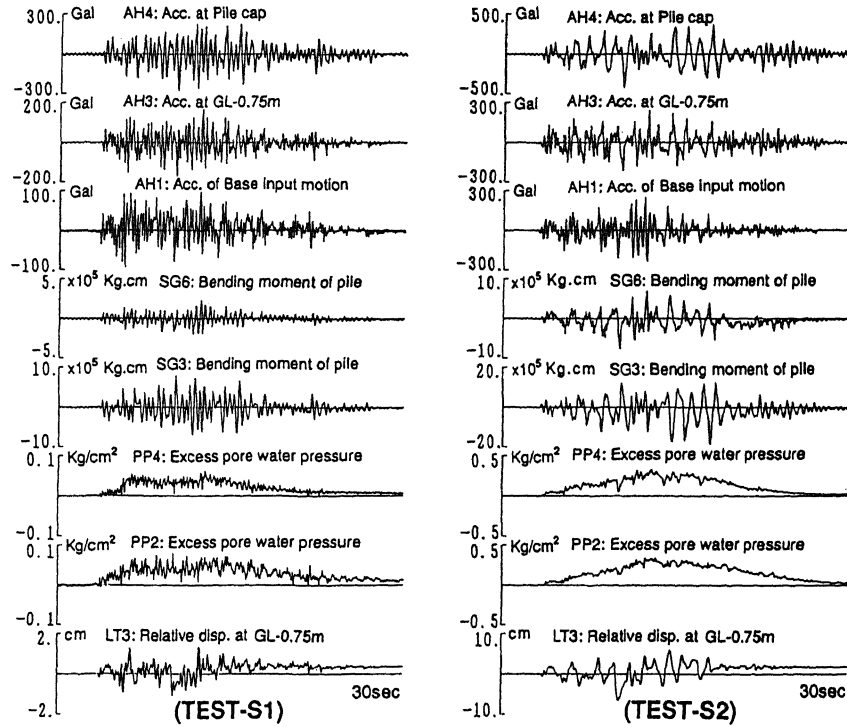 300. Gal AH4: Acc. at Pile cap
-300.
200. Gal AH3: Acc. at GL-0.75m
-200.
100. Gal AH1: Acc. of Base input motion
-100.
5. x10⁵ Kg.cm SG6: Bending moment of pile
-5.
10. x10⁵ Kg.cm SG3: Bending moment of pile
-10.
0.1 Kg/cm² PP4: Excess pore water pressure
-0.1
0.1 Kg/cm² PP2: Excess pore water pressure
-0.1
2. cm LT3: Relative disp. at GL-0.75m
-2.
30sec
(TEST-S1)
500. Gal AH4: Acc. at Pile cap
-500.
300. Gal AH3: Acc. at GL-0.75m
-300.
300. Gal AH1: Acc. of Base input motion
-300.
10. x10⁵ Kg.cm SG6: Bending moment of pile
-10.
20. x10⁵ Kg.cm SG3: Bending moment of pile
-20.
0.5 Kg/cm² PP4: Excess pore water pressure
-0.5
0.5 Kg/cm² PP2: Excess pore water pressure
-0.5
10. cm LT3: Relative disp. at GL-0.75m
-10.
30sec
(TEST-S2)